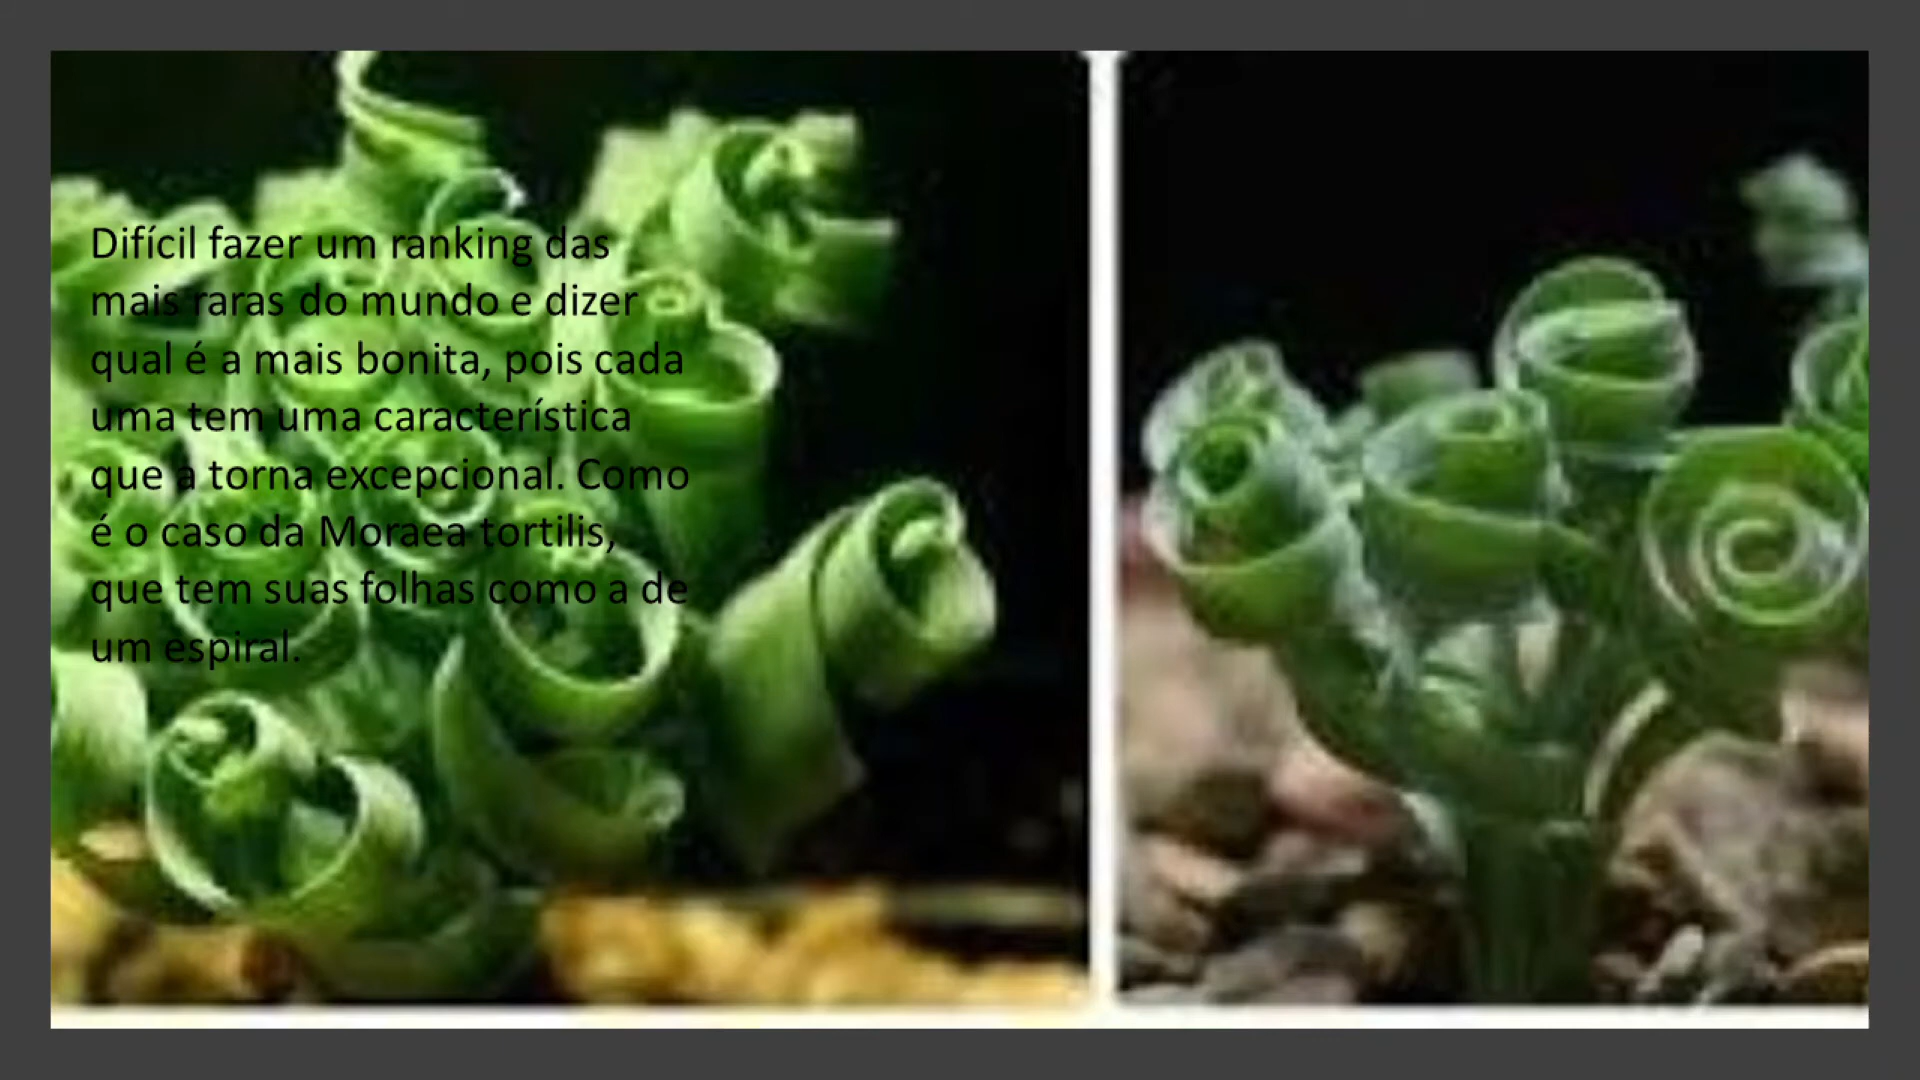 Difícil fazer um ranking das
mais raras do mundo e dizer
qual é a mais bonita, pois cada
uma tem uma característica
que a torna excepcional. Como
é o caso da Moraea tortilis,
que tem suas folhas como a de
um espiral.